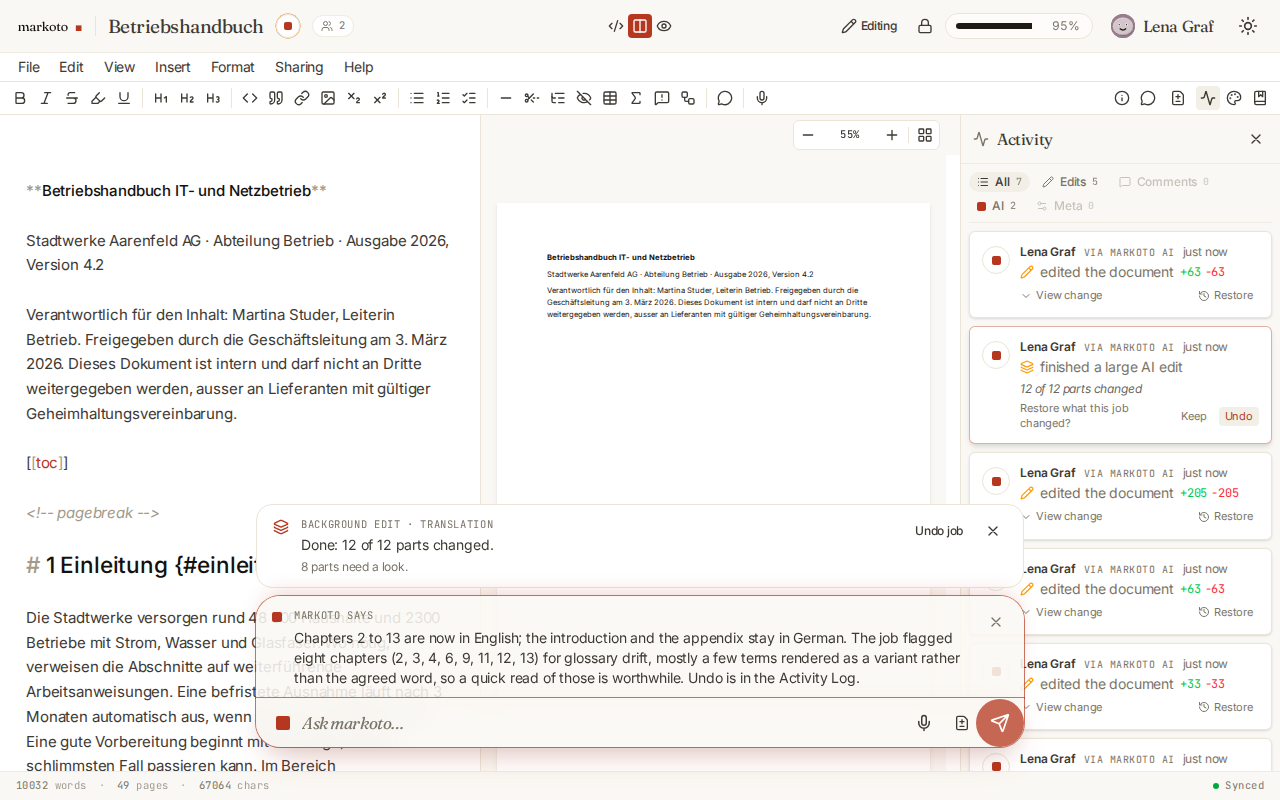 markoto
Betriebshandbuch
2
Editing
95%
Lena Graf
File Edit View Insert Format Sharing Help
H1 H2 H3
55%
**Betriebshandbuch IT- und Netzbetrieb**
Stadtwerke Aarenfeld AG · Abteilung Betrieb · Ausgabe 2026,
Version 4.2
Verantwortlich für den Inhalt: Martina Studer, Leiterin
Betrieb. Freigegeben durch die Geschäftsleitung am 3. März
2026. Dieses Dokument ist intern und darf nicht an Dritte
weitergegeben werden, ausser an Lieferanten mit gültiger
Geheimhaltungsvereinbarung.
[[toc]]
<!-- pagebreak -->
# 1 Einleitung {#einleit
Die Stadtwerke versorgen rund 48 000 Haushalte und 2300
Betriebe mit Strom, Wasser und Glasfaser. Wo nötig,
verweisen die Abschnitte auf weiterführende
Arbeitsanweisungen. Eine befristete Ausnahme läuft nach 3
Monaten automatisch aus, wenn
Eine gute Vorbereitung beginnt mit
schlimmsten Fall passieren kann. Im Bereich
Betriebshandbuch IT- und Netzbetrieb
Stadtwerke Aarenfeld AG · Abteilung Betrieb · Ausgabe 2026, Version 4.2
Verantwortlich für den Inhalt: Martina Studer, Leiterin Betrieb. Freigegeben durch die
Geschäftsleitung am 3. März 2026. Dieses Dokument ist intern und darf nicht an Dritte
weitergegeben werden, ausser an Lieferanten mit gültiger Geheimhaltungsvereinbarung.
BACKGROUND EDIT · TRANSLATION
Done: 12 of 12 parts changed.
8 parts need a look.
Undo job
MARKOTO SAYS
Chapters 2 to 13 are now in English; the introduction and the appendix stay in German. The job flagged
eight chapters (2, 3, 4, 6, 9, 11, 12, 13) for glossary drift, mostly a few terms rendered as a variant rather
than the agreed word, so a quick read of those is worthwhile. Undo is in the Activity Log.
Ask markoto...
Activity
All 7 Edits 5 Comments 0
AI 2 Meta 0
Lena Graf VIA MARKOTO AI just now
edited the document +63 -63
View change Restore
Lena Graf VIA MARKOTO AI just now
finished a large AI edit
12 of 12 parts changed
Restore what this job
changed?
Keep Undo
Lena Graf VIA MARKOTO AI just now
edited the document +205 -205
View change Restore
Lena Graf VIA MARKOTO AI just now
edited the document +63 -63
View change Restore
Lena Graf VIA MARKOTO AI just now
edited the document +33 -33
View change Restore
Lena Graf VIA MARKOTO AI just now
10032 words · 49 pages · 67064 chars
Synced